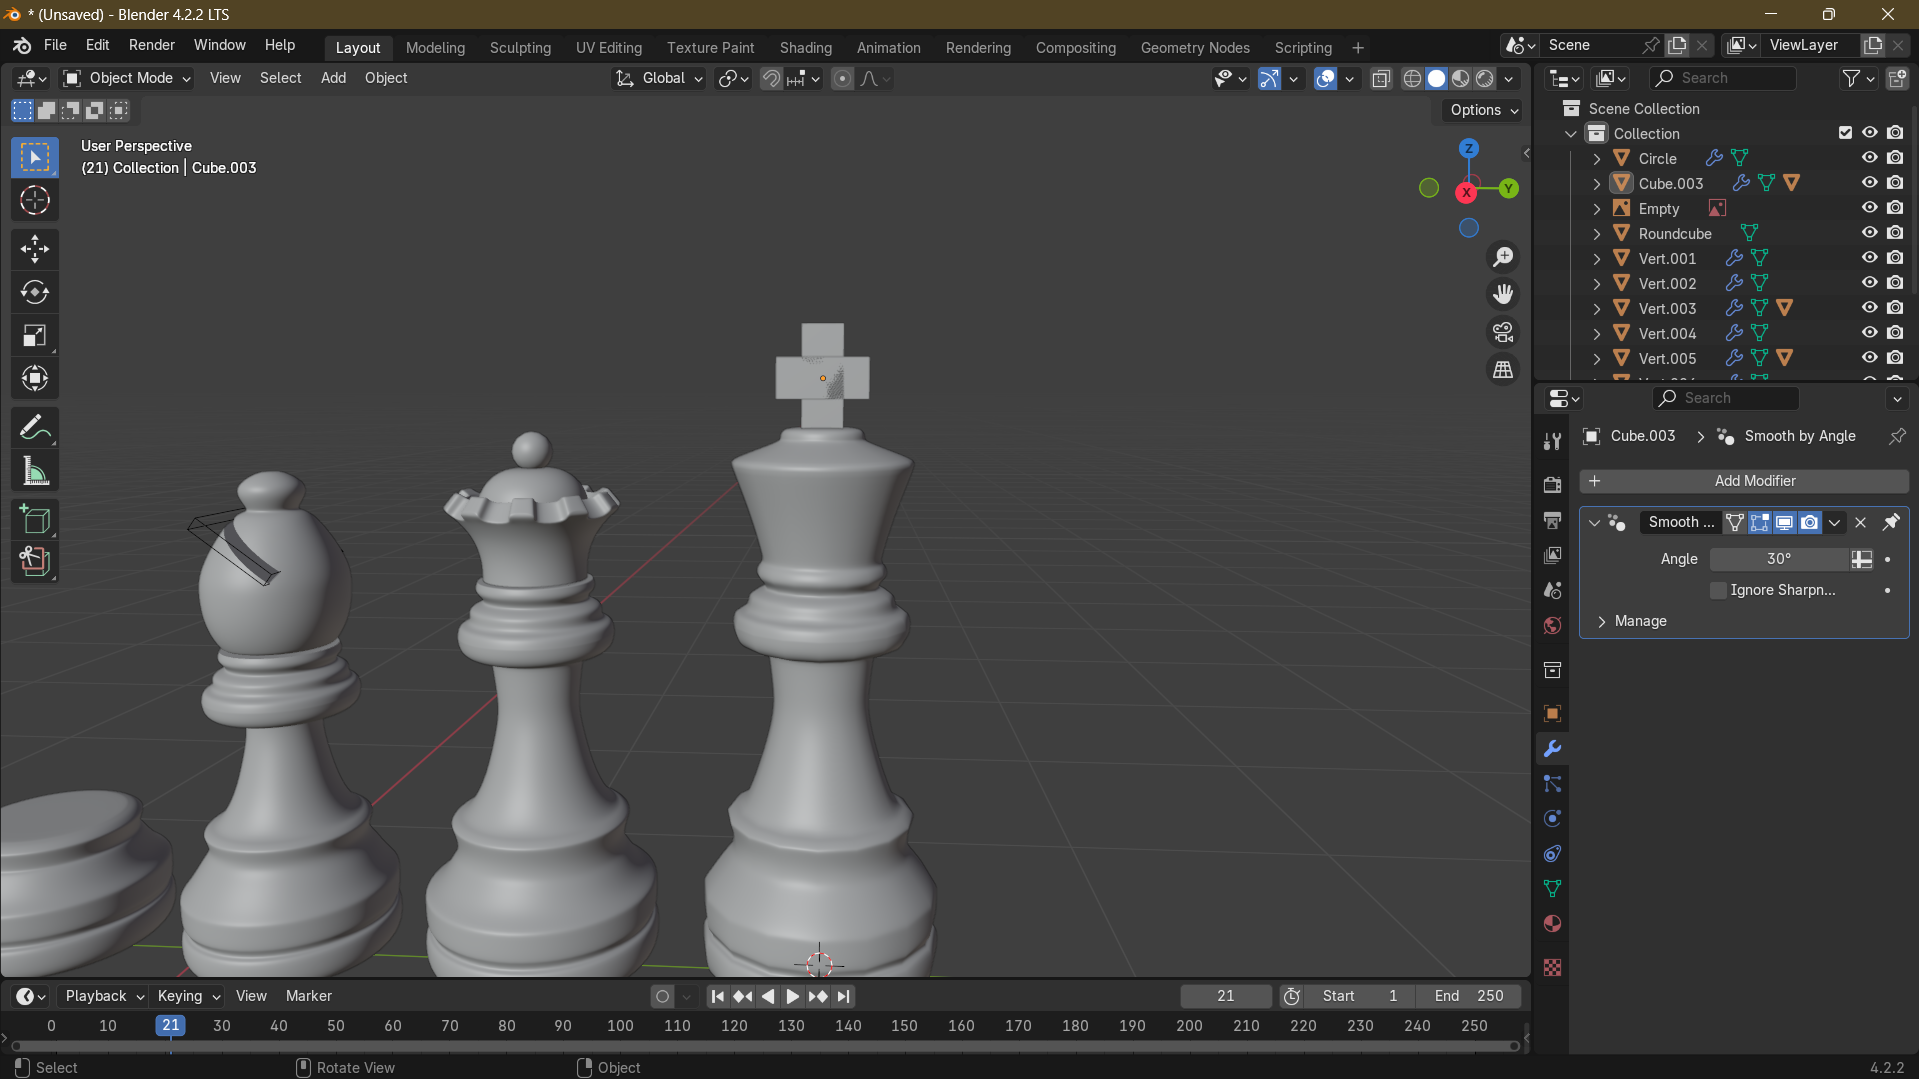 * (Unsaved) - Blender 4.2.2 LTS
File Edit Render Window Help Layout Modeling Sculpting UV Editing Texture Paint Shading Animation Rendering Compositing Geometry Nodes Scripting + Scene ViewLayer
Object Mode View Select Add Object Global Search
Options
User Perspective
(21) Collection | Cube.003
Z
Y
X
Scene Collection
Collection
Circle
Cube.003
Empty
Roundcube
Vert.001
Vert.002
Vert.003
Vert.004
Vert.005
Search
Cube.003 > Smooth by Angle
+ Add Modifier
Smooth ...
Angle 30°
Ignore Sharpn...
Manage
Playback Keying View Marker 21 Start 1 End 250
0 10 21 30 40 50 60 70 80 90 100 110 120 130 140 150 160 170 180 190 200 210 220 230 240 250
Select Rotate View Object 4.2.2